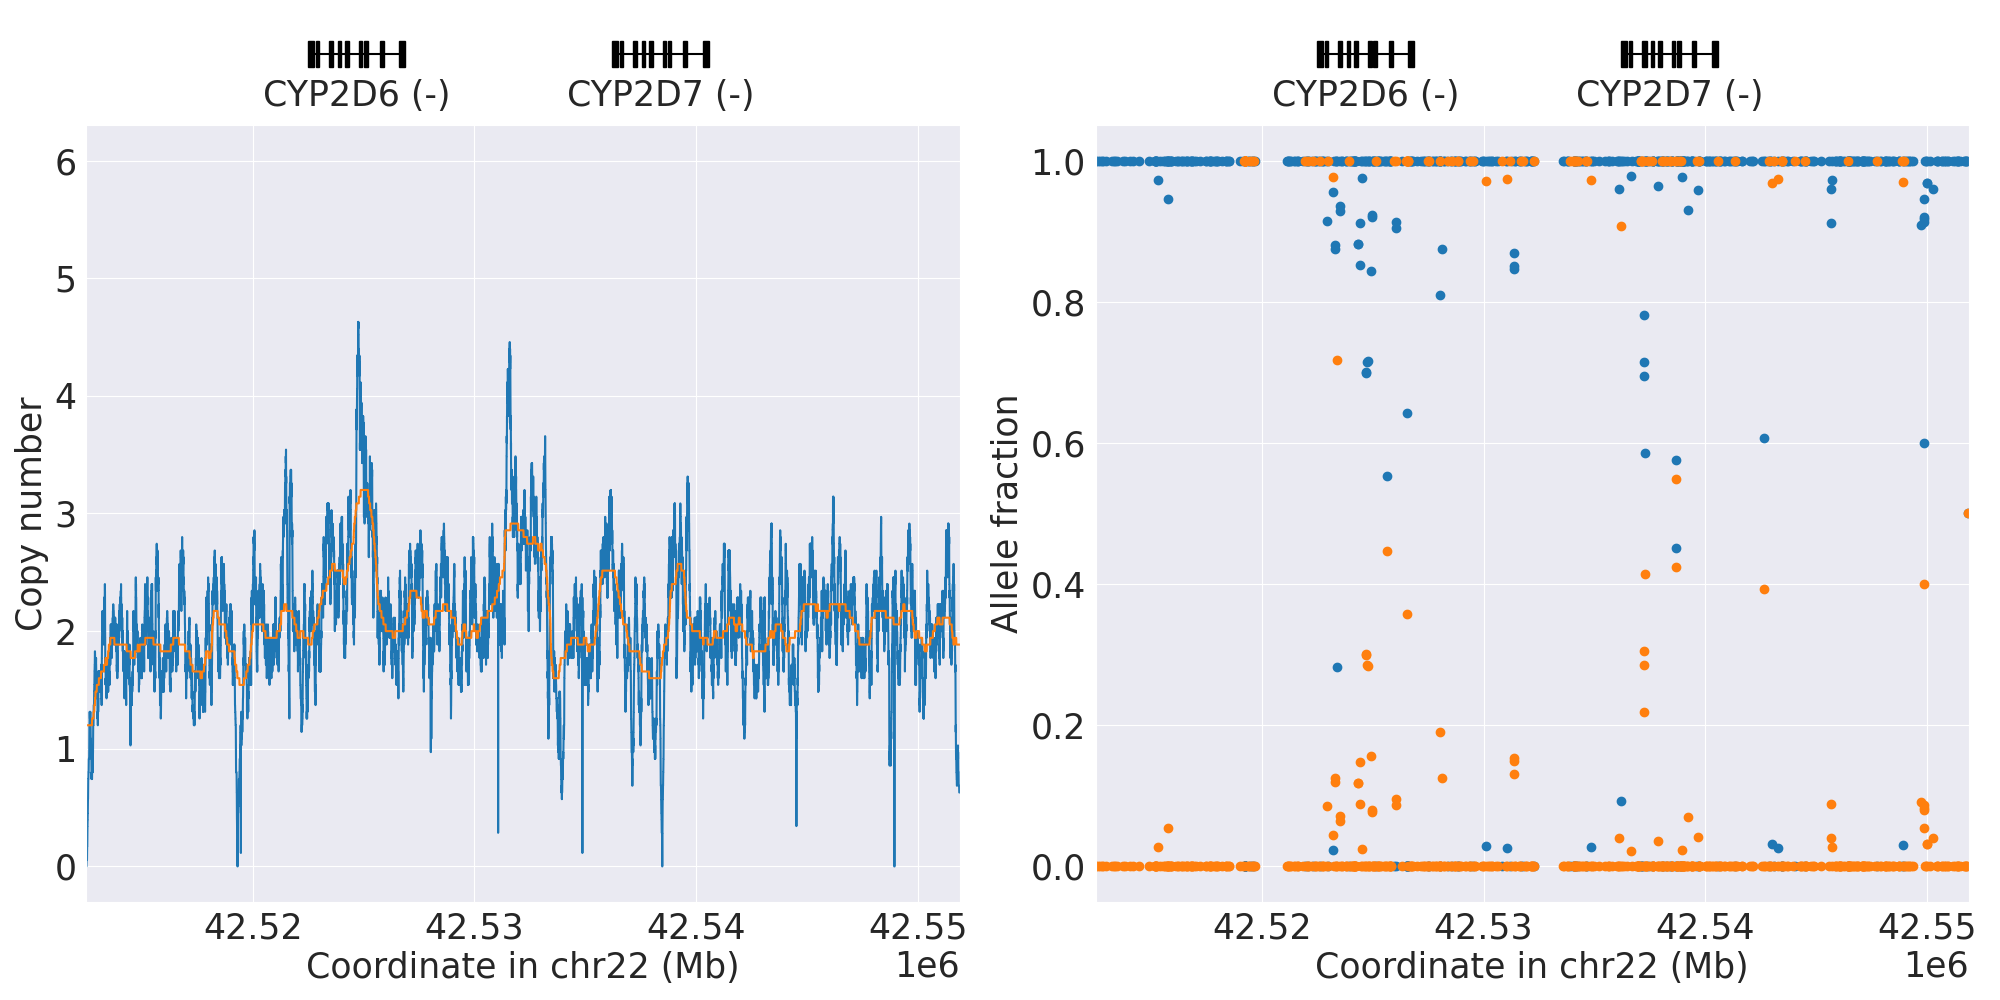 CYP2D6 (-) CYP2D7 (-)
6
5
4
3
2
1
0
Copy number
42.52 42.53 42.54 42.55
Coordinate in chr22 (Mb)
1e6
CYP2D6 (-) CYP2D7 (-)
1.0
0.8
0.6
0.4
0.2
0.0
Allele fraction
42.52 42.53 42.54 42.55
Coordinate in chr22 (Mb)
1e6